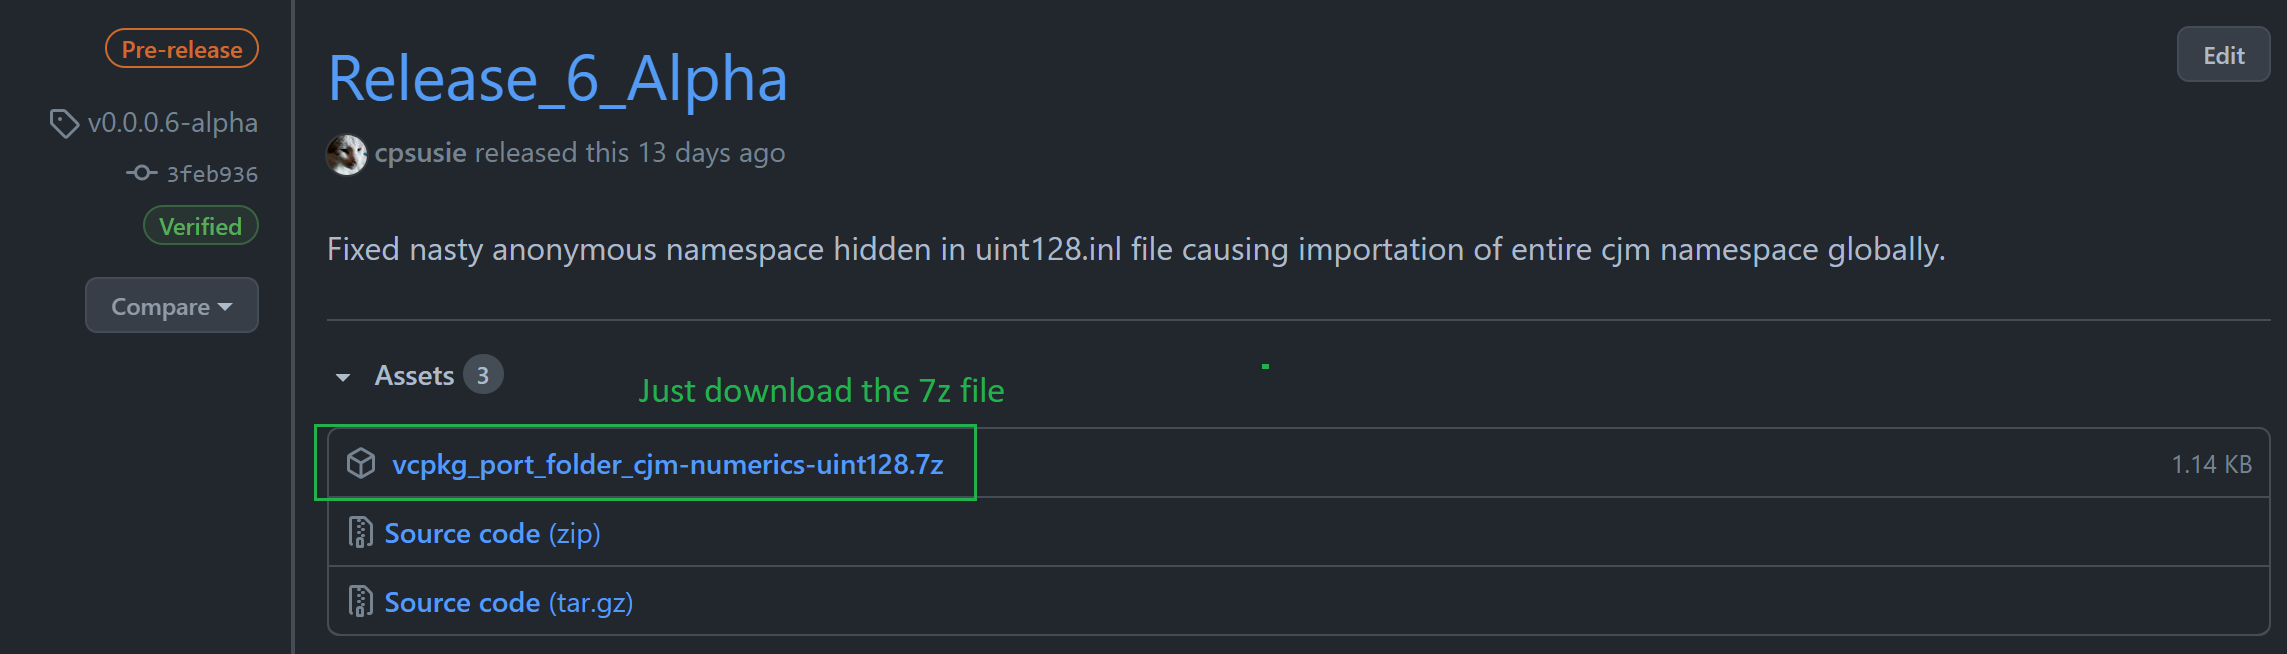 Pre-release
v0.0.0.6-alpha
3feb936
Verified
Compare
Release_6_Alpha
Edit
cpsusie released this 13 days ago
Fixed nasty anonymous namespace hidden in uint128.inl file causing importation of entire cjm namespace globally.
Assets 3
Just download the 7z file
vcpkg_port_folder_cjm-numerics-uint128.7z 1.14 KB
Source code (zip)
Source code (tar.gz)